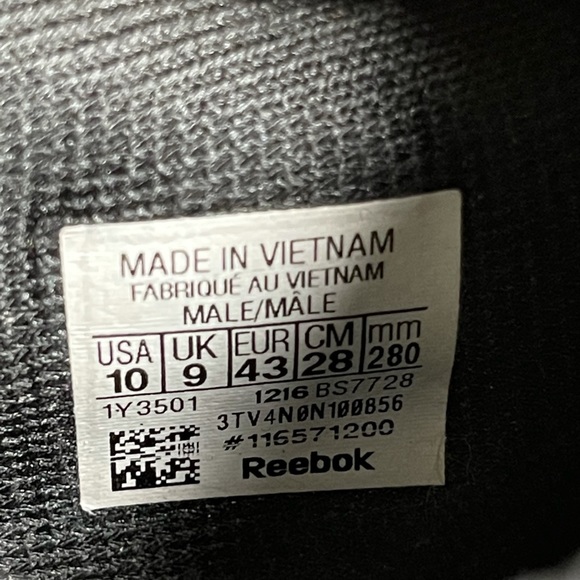 MADE IN VIETNAM
FABRIQUÉ AU VIETNAM
MALE/MÂLE
USA UK EUR CM mm
10 9 43 28 280
1Y3501 1216 BS7728
3TV4N0N100856
#116571200
Reebok